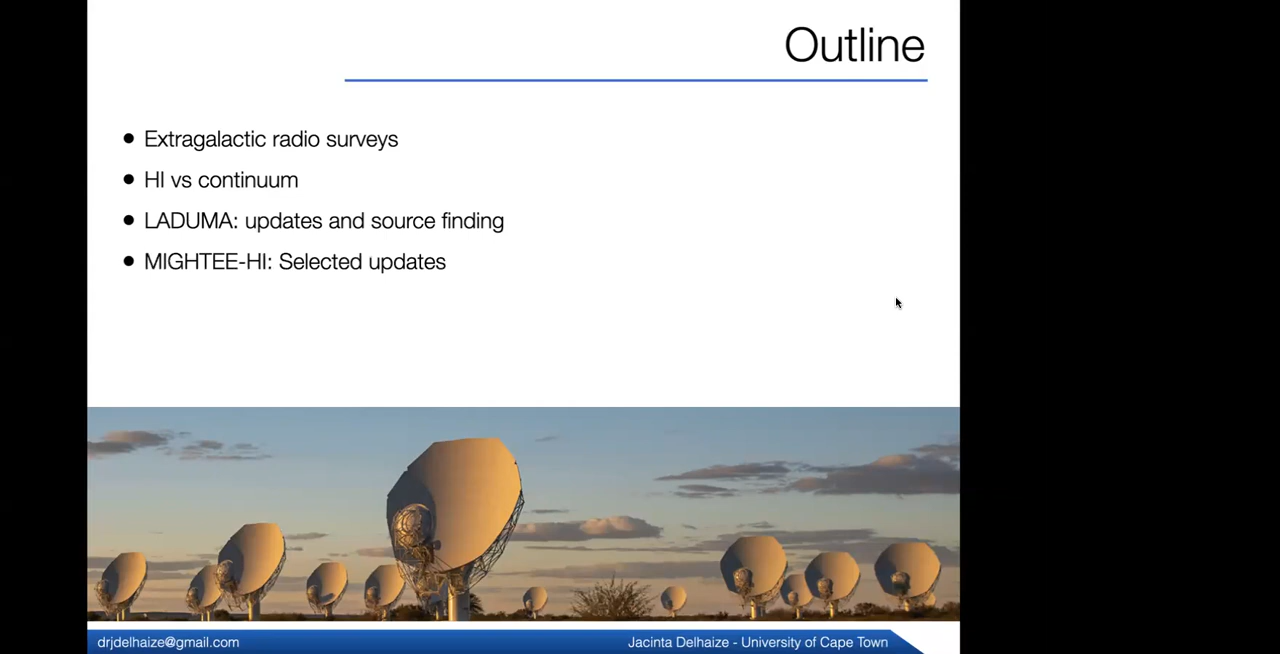 Outline
● Extragalactic radio surveys
● HI vs continuum
● LADUMA: updates and source finding
● MIGHTEE-HI: Selected updates
drjdelhaize@gmail.com
Jacinta Delhaize - University of Cape Town